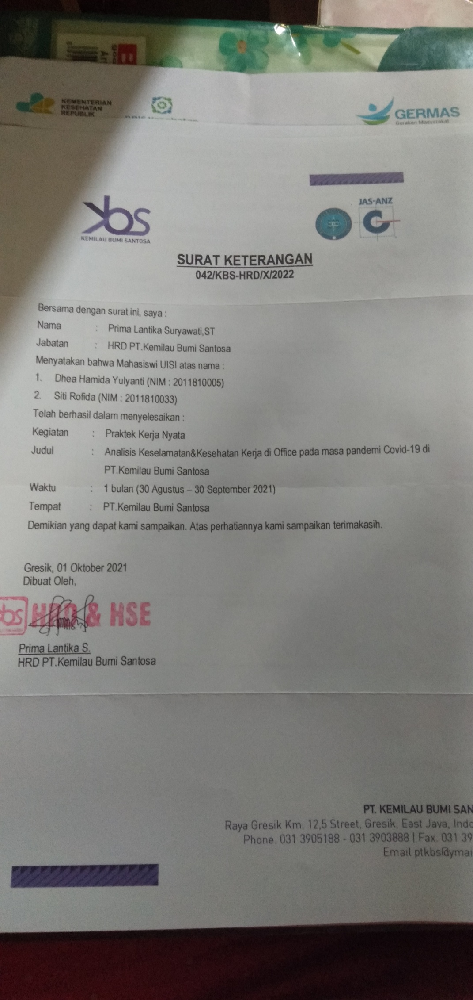 KEMENTERIAN
KESEHATAN
REPUBLIK
GERMAS
Gerakan Masyarakat
JAS-ANZ
kbs
KEMILAU BUMI SANTOSA
SURAT KETERANGAN
042/KBS-HRD/X/2022
Bersama dengan surat ini, saya :
Nama : Prima Lantika Suryawati,ST
Jabatan : HRD PT.Kemilau Bumi Santosa
Menyatakan bahwa Mahasiswi UISI atas nama :
1. Dhea Hamida Yulyanti (NIM : 2011810005)
2. Siti Rofida (NIM : 2011810033)
Telah berhasil dalam menyelesaikan :
Kegiatan : Praktek Kerja Nyata
Judul : Analisis Keselamatan&Kesehatan Kerja di Office pada masa pandemi Covid-19 di
PT.Kemilau Bumi Santosa
Waktu : 1 bulan (30 Agustus – 30 September 2021)
Tempat : PT.Kemilau Bumi Santosa
Demikian yang dapat kami sampaikan. Atas perhatiannya kami sampaikan terimakasih.
Gresik, 01 Oktober 2021
Dibuat Oleh,
bs HRD & HSE
Prima Lantika S.
HRD PT.Kemilau Bumi Santosa
PT. KEMILAU BUMI SAN
Raya Gresik Km. 12,5 Street, Gresik, East Java, Indo
Phone. 031 3905188 - 031 3903888 | Fax. 031 39
Email ptkbs@ymai